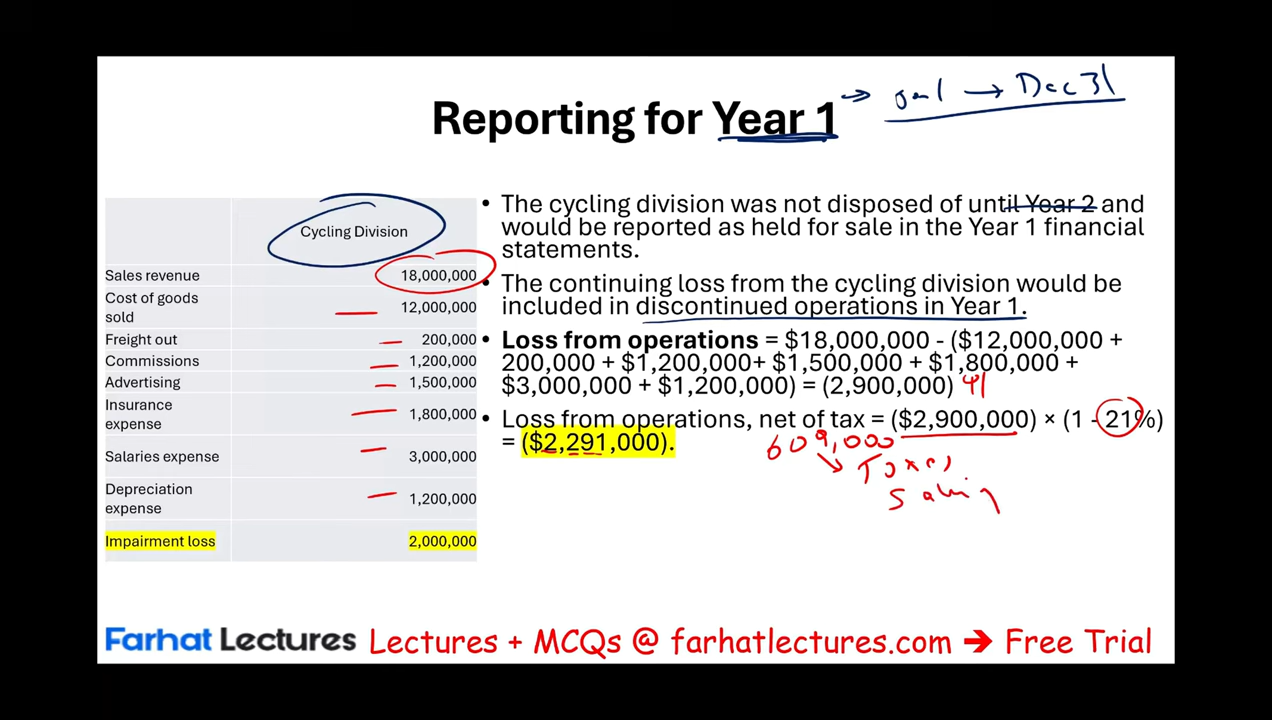 Reporting for Year 1
→ Jan 1 → Dec 31
Cycling Division
Sales revenue 18,000,000
Cost of goods
sold 12,000,000
Freight out 200,000
Commissions 1,200,000
Advertising 1,500,000
Insurance
expense 1,800,000
Salaries expense 3,000,000
Depreciation
expense 1,200,000
Impairment loss 2,000,000
• The cycling division was not disposed of until Year 2 and
would be reported as held for sale in the Year 1 financial
statements.
• The continuing loss from the cycling division would be
included in discontinued operations in Year 1.
• Loss from operations = $18,000,000 - ($12,000,000 +
200,000 + $1,200,000+ $1,500,000 + $1,800,000 +
$3,000,000 + $1,200,000) = (2,900,000) Y1
• Loss from operations, net of tax = ($2,900,000) × (1 - 21%)
= ($2,291,000).
609,000
Taxes
Saving
Farhat Lectures Lectures + MCQs @ farhatlectures.com → Free Trial